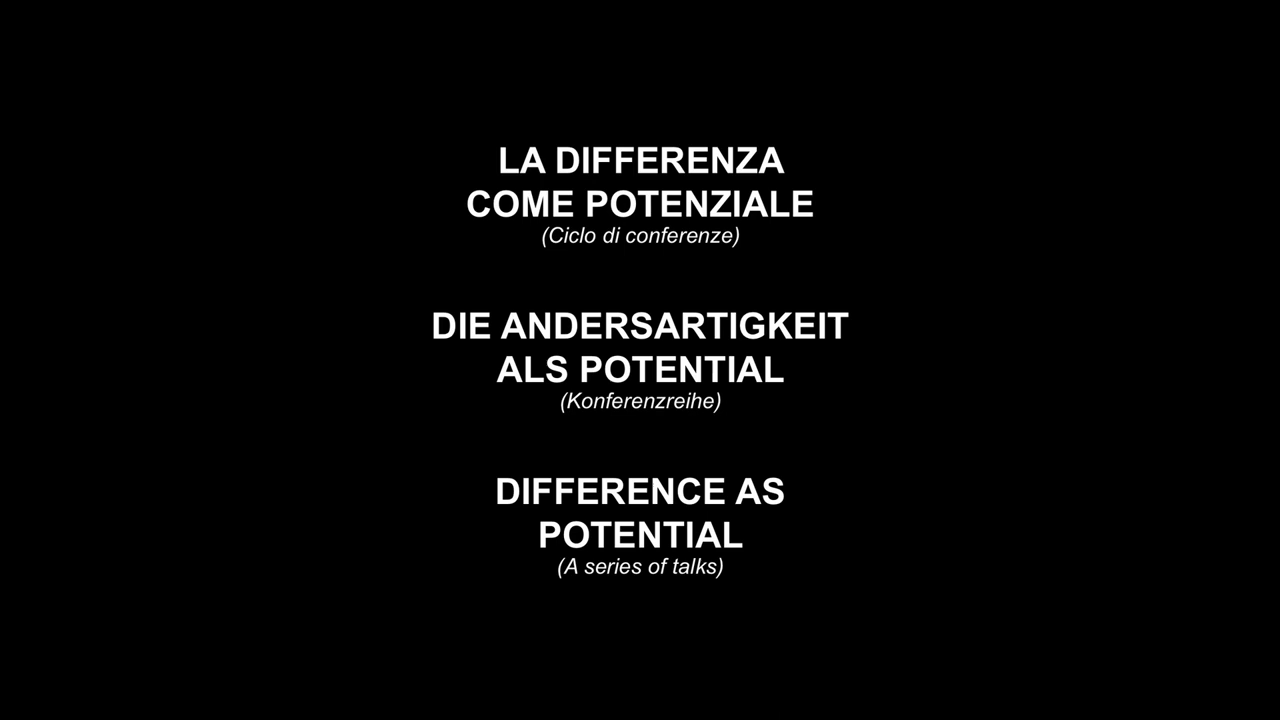 LA DIFFERENZA
COME POTENZIALE
(Ciclo di conferenze)
DIE ANDERSARTIGKEIT
ALS POTENTIAL
(Konferenzreihe)
DIFFERENCE AS
POTENTIAL
(A series of talks)